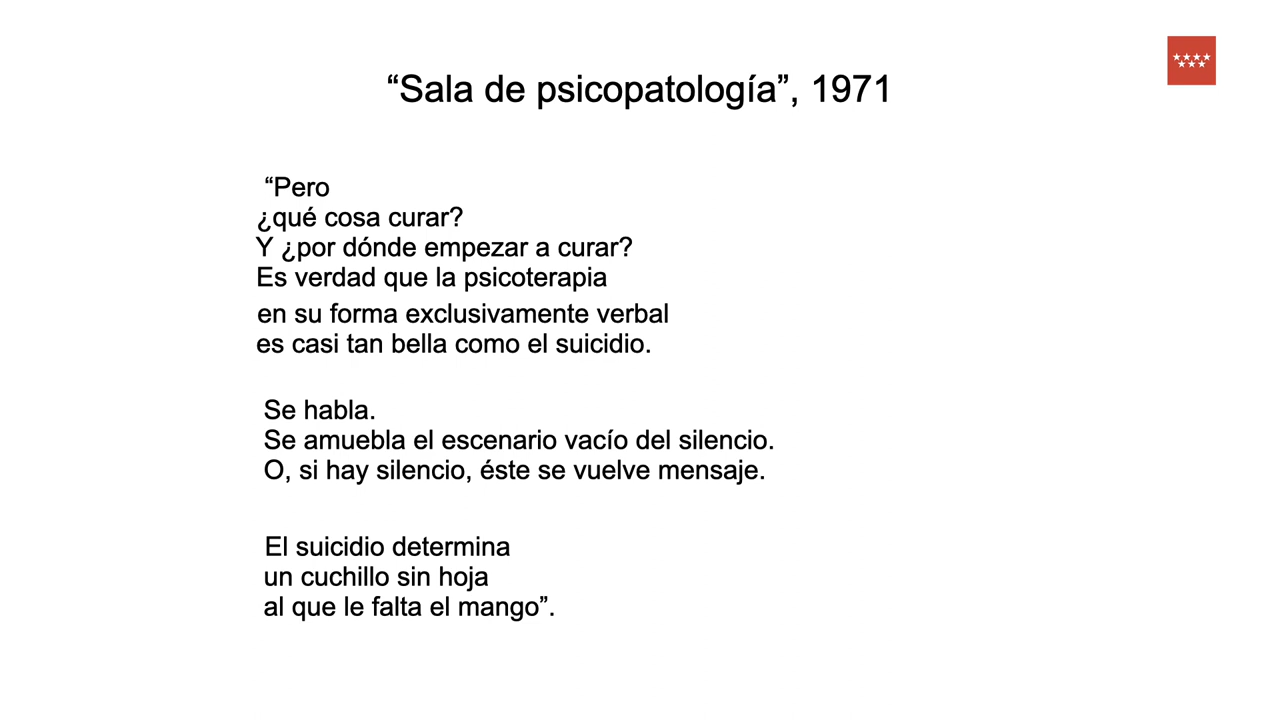 “Sala de psicopatología”, 1971
“Pero
¿qué cosa curar?
Y ¿por dónde empezar a curar?
Es verdad que la psicoterapia
en su forma exclusivamente verbal
es casi tan bella como el suicidio.
Se habla.
Se amuebla el escenario vacío del silencio.
O, si hay silencio, éste se vuelve mensaje.
El suicidio determina
un cuchillo sin hoja
al que le falta el mango”.